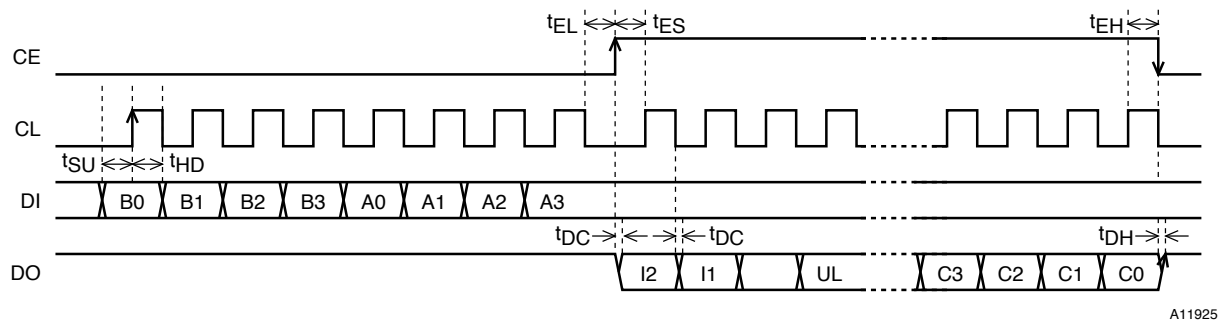 tEL tES tEH
CE
CL
tSU tHD
DI B0 B1 B2 B3 A0 A1 A2 A3
tDC tDC tDH
DO I2 I1 UL C3 C2 C1 C0
A11925